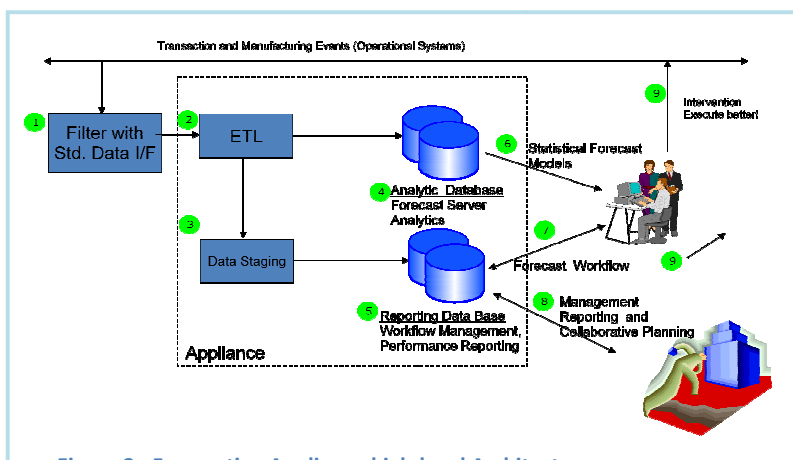 Transaction and Manufacturing Events (Operational Systems)
1
Filter with
Std. Data I/F
2
ETL
3
Data Staging
4
Analytic Database
Forecast Server
Analytics
5
Reporting Data Base
Workflow Management,
Performance Reporting
Appliance
6
Statistical Forecast
Models
7
Forecast Workflow
8
Management
Reporting and
Collaborative Planning
9
Intervention
Execute better!
9